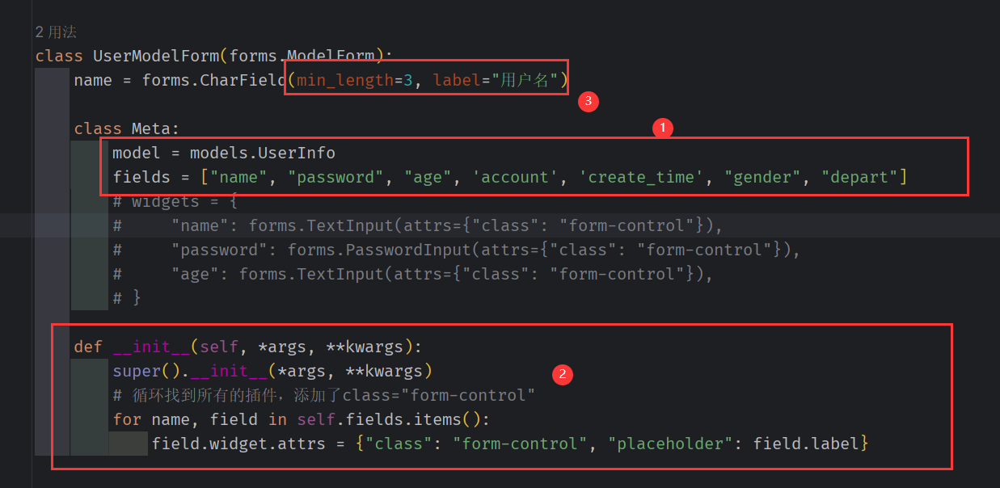 2 用法
class UserModelForm(forms.ModelForm):
name = forms.CharField(min_length=3, label="用户名")
3
class Meta:
1
model = models.UserInfo
fields = ["name", "password", "age", 'account', 'create_time', "gender", "depart"]
# widgets = {
#     "name": forms.TextInput(attrs={"class": "form-control"}),
#     "password": forms.PasswordInput(attrs={"class": "form-control"}),
#     "age": forms.TextInput(attrs={"class": "form-control"}),
# }
def __init__(self, *args, **kwargs):
super().__init__(*args, **kwargs)
2
# 循环找到所有的插件，添加了class="form-control"
for name, field in self.fields.items():
field.widget.attrs = {"class": "form-control", "placeholder": field.label}